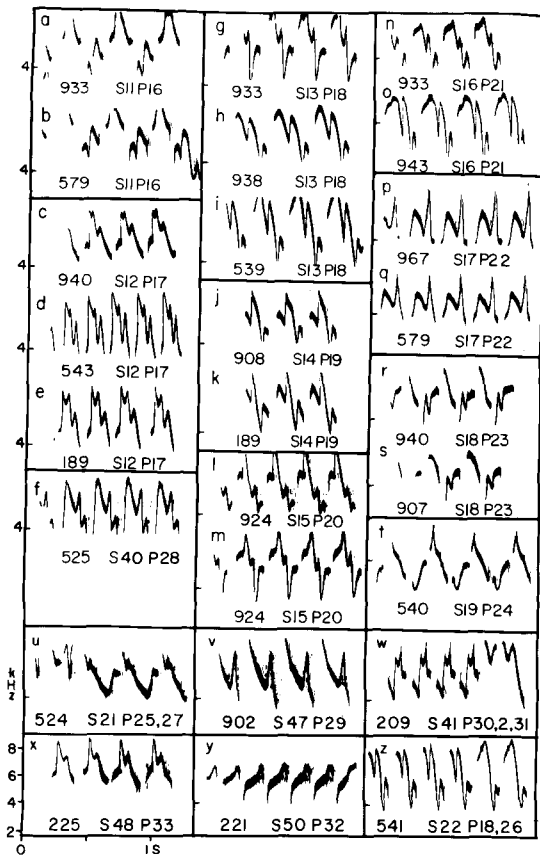 a
4
933 S11 P16
b
4
579 S11 P16
c
4
940 S12 P17
d
4
543 S12 P17
e
4
189 S12 P17
f
4
525 S40 P28
g
933 S13 P18
h
938 S13 P18
i
539 S13 P18
j
908 S14 P19
k
189 S14 P19
l
924 S15 P20
m
924 S15 P20
n
933 S16 P21
o
943 S16 P21
p
967 S17 P22
q
579 S17 P22
r
940 S18 P23
s
907 S18 P23
t
540 S19 P24
u
kHz
524 S21 P25,27
v
902 S47 P29
w
209 S41 P30,2,31
x
8
6
4
2
225 S48 P33
0 1S
y
221 S50 P32
z
541 S22 P18,26